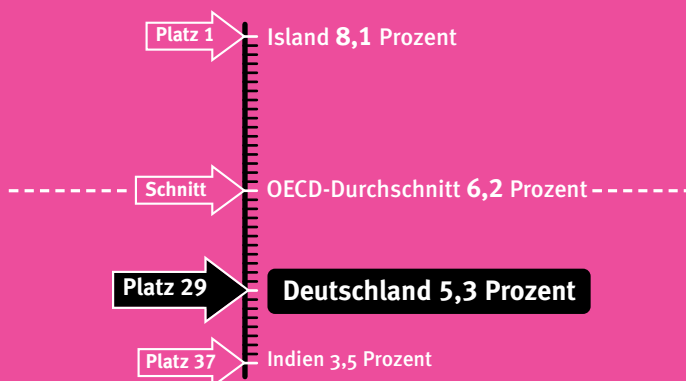 Platz 1 Island 8,1 Prozent
Schnitt OECD-Durchschnitt 6,2 Prozent
Platz 29 Deutschland 5,3 Prozent
Platz 37 Indien 3,5 Prozent